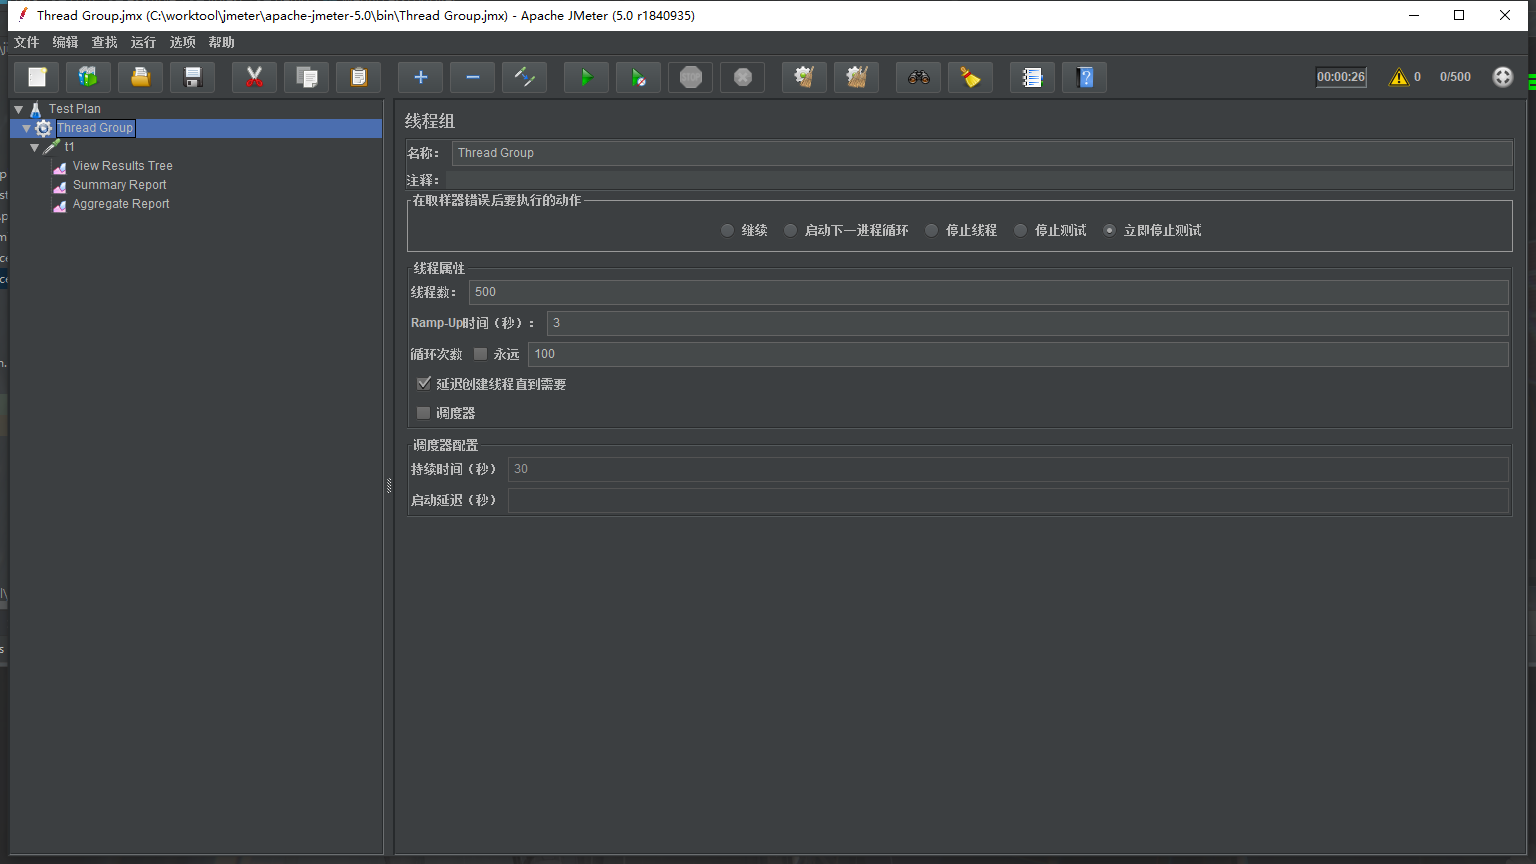 Thread Group.jmx (C:\worktool\jmeter\apache-jmeter-5.0\bin\Thread Group.jmx) - Apache JMeter (5.0 r1840935)
文件 编辑 查找 运行 选项 帮助
STOP
00:00:26 0 0/500
Test Plan
Thread Group
t1
View Results Tree
Summary Report
Aggregate Report
线程组
名称： Thread Group
注释：
在取样器错误后要执行的动作
继续 启动下一进程循环 停止线程 停止测试 立即停止测试
线程属性
线程数： 500
Ramp-Up时间（秒）： 3
循环次数 永远 100
延迟创建线程直到需要
调度器
调度器配置
持续时间（秒） 30
启动延迟（秒）